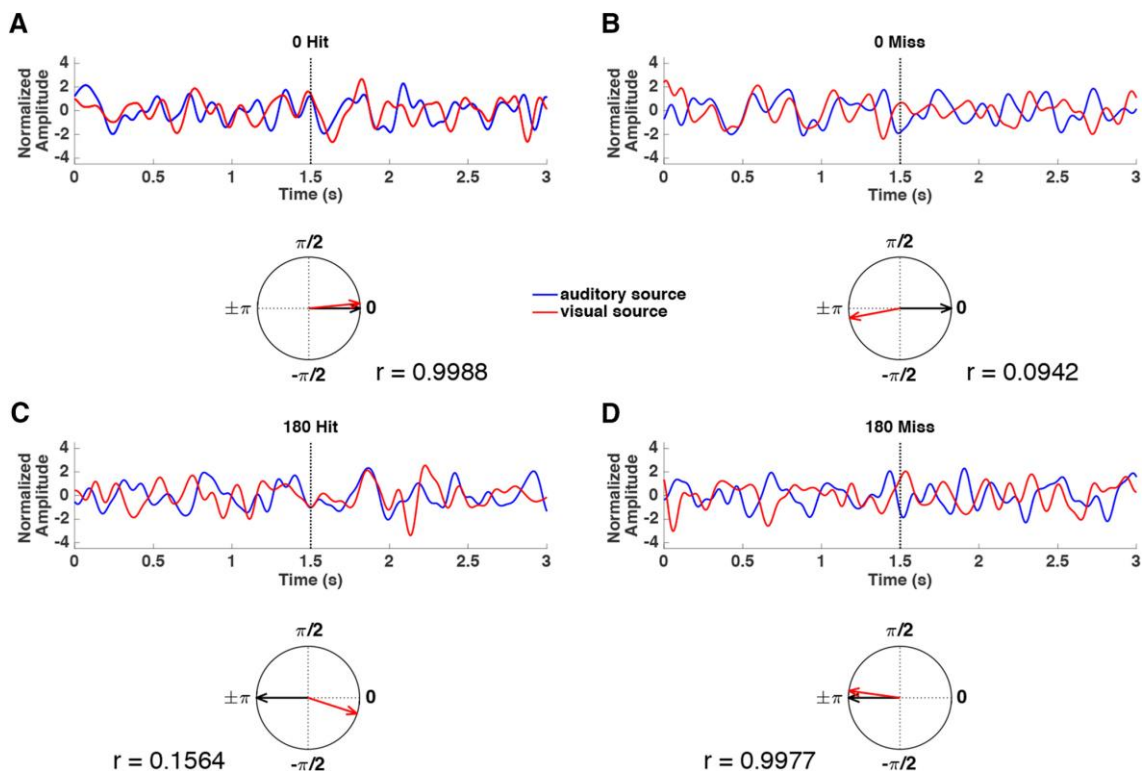 A
0 Hit
Normalized
Amplitude
4
2
0
-2
-4
0 0.5 1 1.5 2 2.5 3
Time (s)
π/2
±π
0
-π/2
r = 0.9988
B
0 Miss
Normalized
Amplitude
4
2
0
-2
-4
0 0.5 1 1.5 2 2.5 3
Time (s)
π/2
±π
0
-π/2
r = 0.0942
auditory source
visual source
C
180 Hit
Normalized
Amplitude
4
2
0
-2
-4
0 0.5 1 1.5 2 2.5 3
Time (s)
π/2
±π
0
-π/2
r = 0.1564
D
180 Miss
Normalized
Amplitude
4
2
0
-2
-4
0 0.5 1 1.5 2 2.5 3
Time (s)
π/2
±π
0
-π/2
r = 0.9977